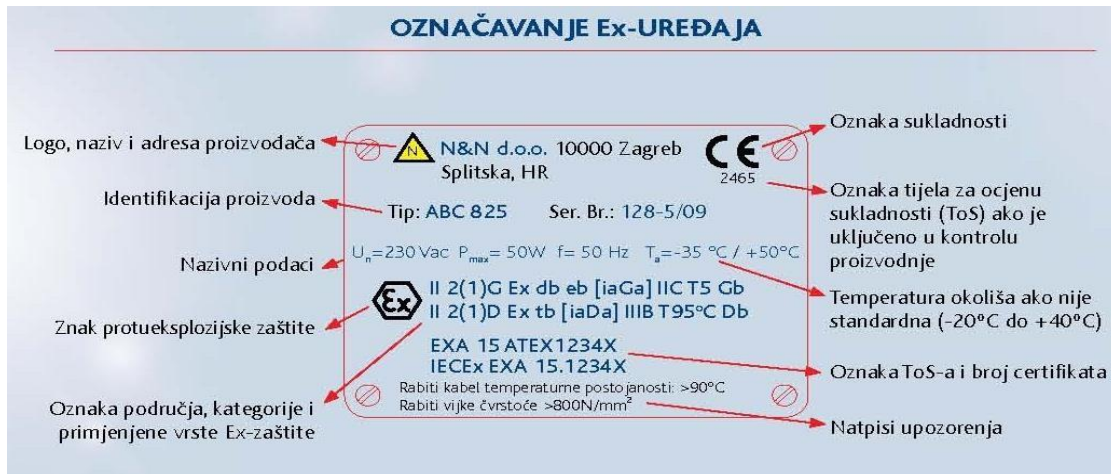 OZNAČAVANJE Ex-UREĐAJA
Logo, naziv i adresa proizvođača
Identifikacija proizvoda
Nazivni podaci
Znak protueksplozijske zaštite
Oznaka područja, kategorije i
primjenjene vrste Ex-zaštite
N
N&N d.o.o. 10000 Zagreb
Splitska, HR
CE
2465
Tip: ABC 825 Ser. Br.: 128-5/09
Un=230 Vac Pmax= 50W f= 50 Hz Ta=-35 °C / +50°C
Ex
II 2(1)G Ex db eb [iaGa] IIC T5 Gb
II 2(1)D Ex tb [iaDa] IIIB T95°C Db
EXA 15 ATEX1234X
IECEx EXA 15.1234X
Rabiti kabel temperaturne postojanosti: >90°C
Rabiti vijke čvrstoće >800N/mm²
Oznaka sukladnosti
Oznaka tijela za ocjenu
sukladnosti (ToS) ako je
uključeno u kontrolu
proizvodnje
Temperatura okoliša ako nije
standardna (-20°C do +40°C)
Oznaka ToS-a i broj certifikata
Natpisi upozorenja